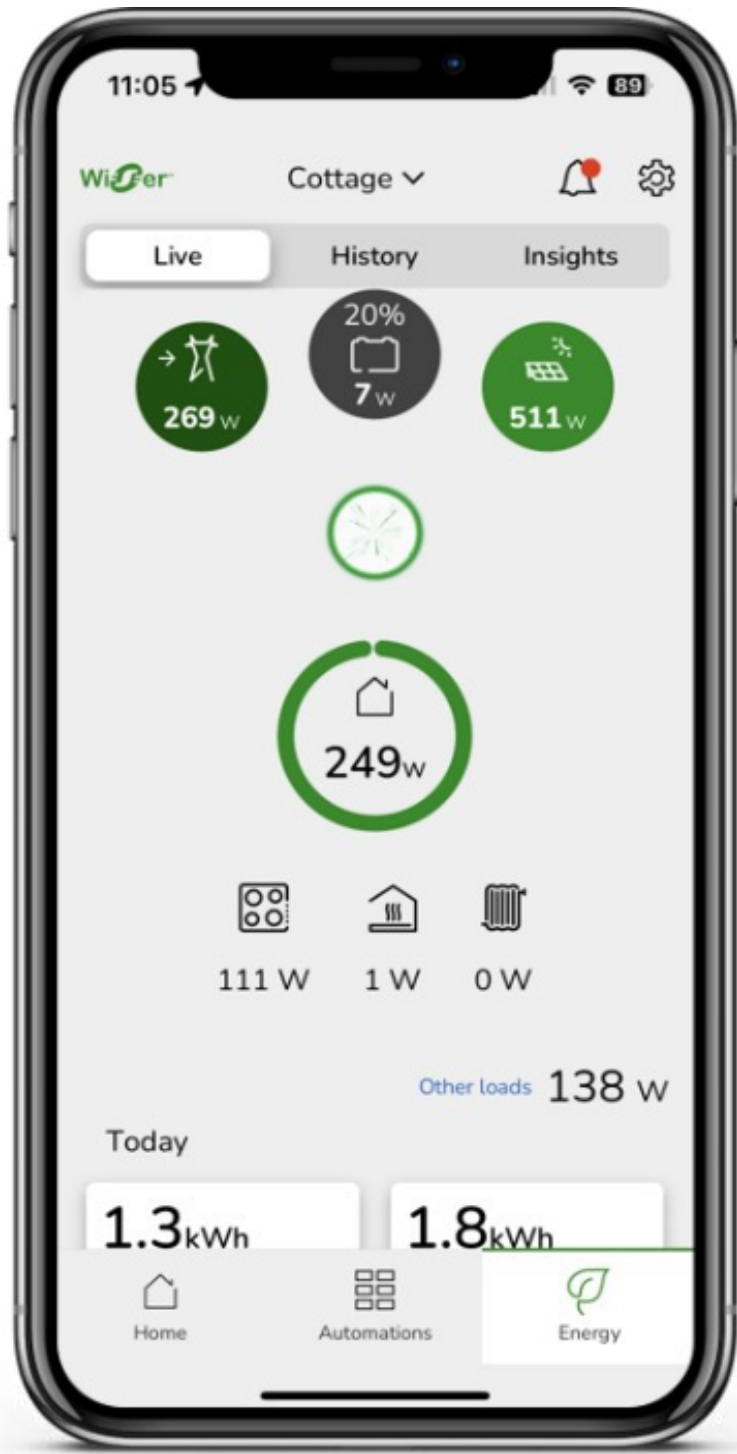 11:05
89
Wiser
Cottage
Live History Insights
20%
7 W
269 W
511 W
249W
111 W 1 W 0 W
Other loads 138 W
Today
1.3kWh 1.8kWh
Home Automations Energy